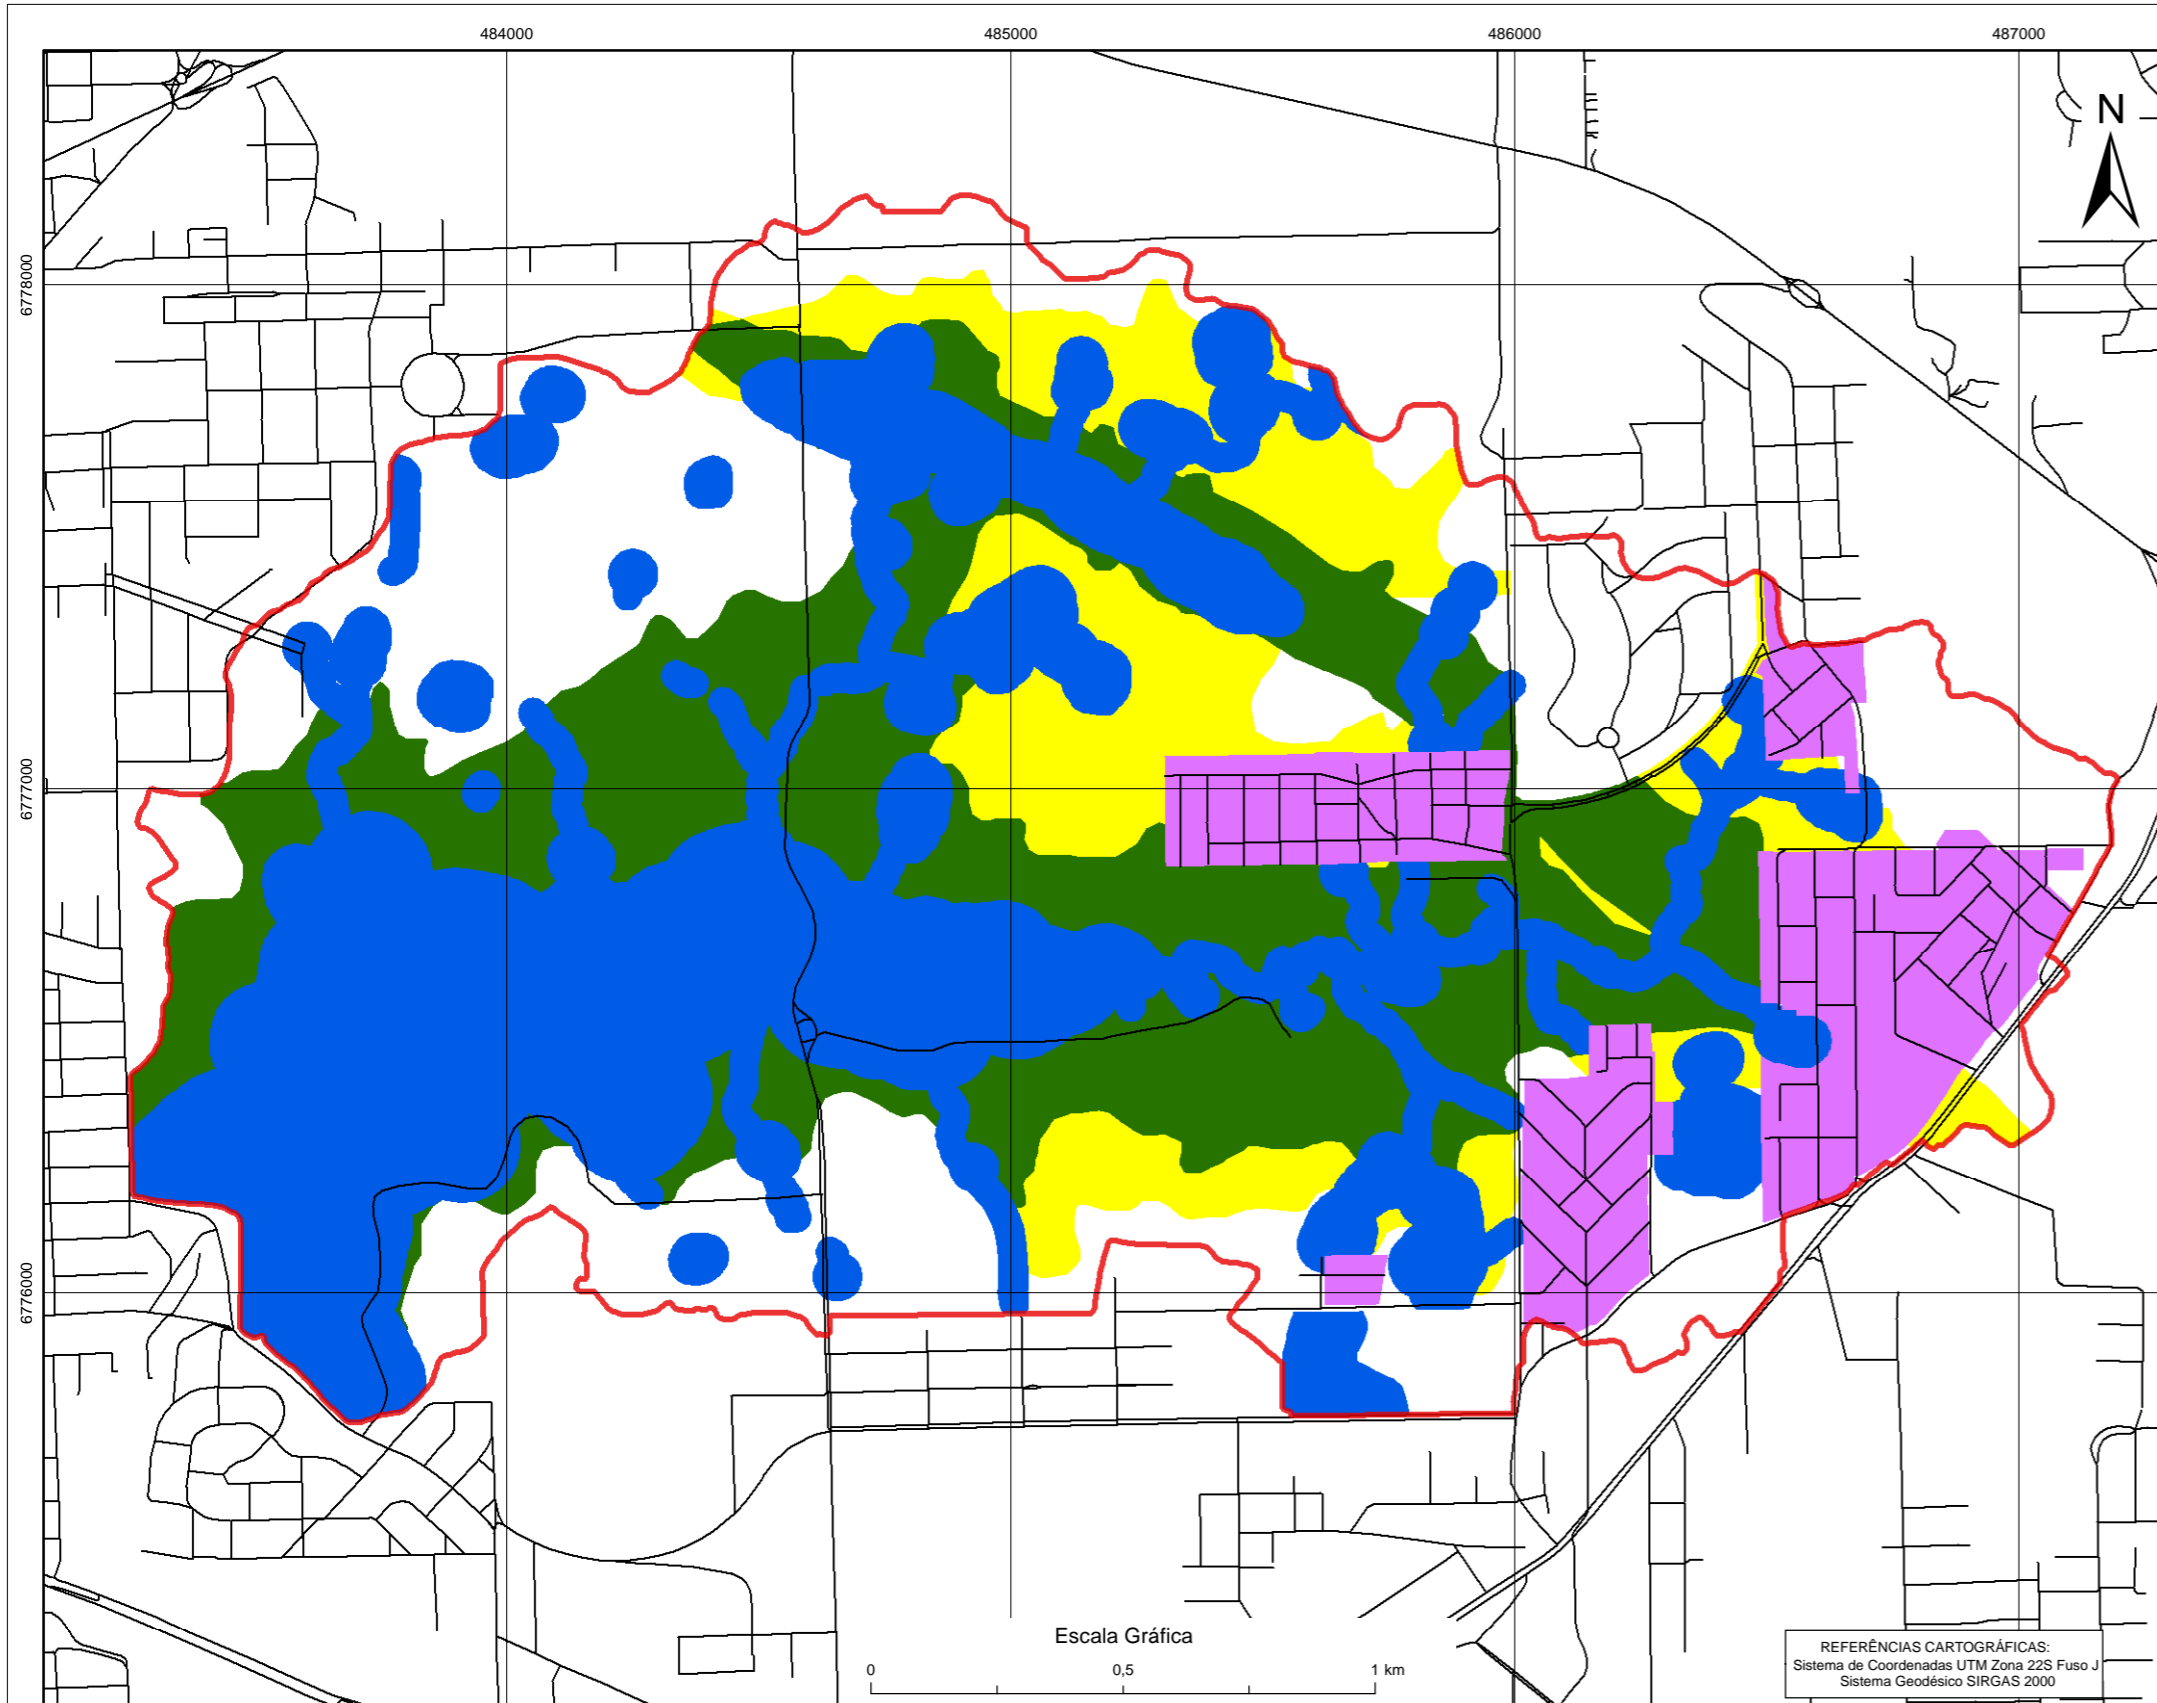 484000
485000
486000
487000
N
6778000
6777000
6776000
Escala Gráfica
0
0,5
1 km
REFERÊNCIAS CARTOGRÁFICAS:
Sistema de Coordenadas UTM Zona 22S Fuso J
Sistema Geodésico SIRGAS 2000